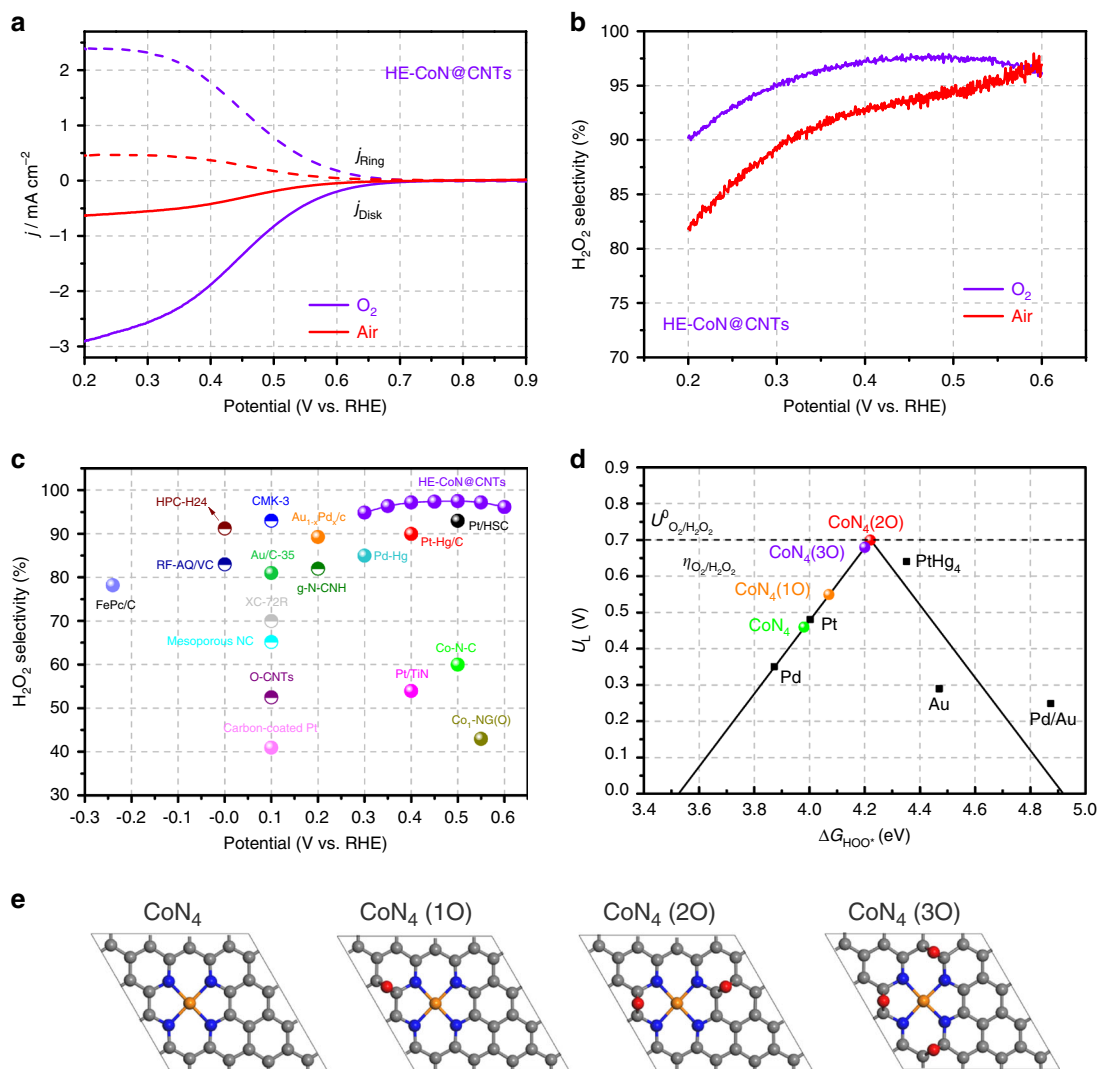 a
j / mA cm⁻²
2
1
0
–1
–2
–3
HE-CoN@CNTs
j_Ring
j_Disk
O₂
Air
0.2 0.3 0.4 0.5 0.6 0.7 0.8 0.9
Potential (V vs. RHE)
b
H₂O₂ selectivity (%)
100
95
90
85
80
75
70
O₂
Air
HE-CoN@CNTs
0.2 0.3 0.4 0.5 0.6
Potential (V vs. RHE)
c
H₂O₂ selectivity (%)
100
90
80
70
60
50
40
30
HPC-H24
CMK-3
HE-CoN@CNTs
Au₁₋ₓPdₓ/c
Pt/HSC
Pt-Hg/C
RF-AQ/VC
Au/C-35
Pd-Hg
g-N-CNH
FePc/C
XC-72R
Mesoporous NC
Co-N-C
O-CNTs
Pt/TiN
Carbon-coated Pt
Co₁-NG(O)
-0.3 -0.2 -0.1 -0.0 0.1 0.2 0.3 0.4 0.5 0.6
Potential (V vs. RHE)
d
U_L (V)
0.9
0.8
0.7
0.6
0.5
0.4
0.3
0.2
0.1
0.0
U⁰_O₂/H₂O₂
CoN₄(2O)
CoN₄(3O)
η_O₂/H₂O₂
PtHg₄
CoN₄(1O)
CoN₄
Pt
Pd
Au
Pd/Au
3.4 3.6 3.8 4.0 4.2 4.4 4.6 4.8 5.0
ΔG_HOO* (eV)
e
CoN₄
CoN₄ (1O)
CoN₄ (2O)
CoN₄ (3O)